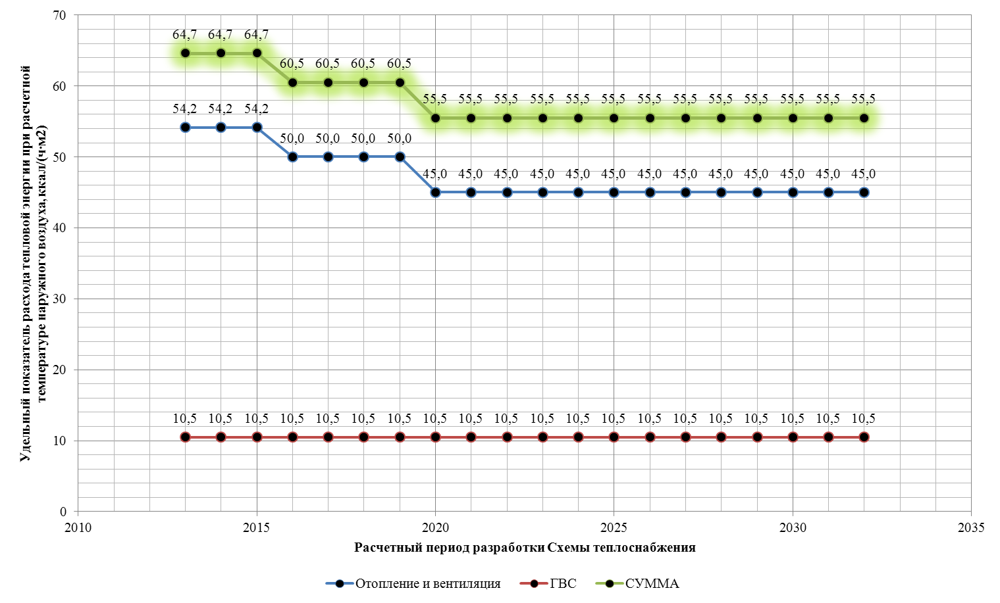 Удельный показатель расхода тепловой энергии при расчетной
температуре наружного воздуха, ккал/(ч·м2)
70
60
50
40
30
20
10
0
64,7 64,7 64,7
60,5 60,5 60,5 60,5
55,5 55,5 55,5 55,5 55,5 55,5 55,5 55,5 55,5 55,5 55,5 55,5 55,5
54,2 54,2 54,2
50,0 50,0 50,0 50,0
45,0 45,0 45,0 45,0 45,0 45,0 45,0 45,0 45,0 45,0 45,0 45,0 45,0
10,5 10,5 10,5 10,5 10,5 10,5 10,5 10,5 10,5 10,5 10,5 10,5 10,5 10,5 10,5 10,5 10,5 10,5 10,5 10,5
2010 2015 2020 2025 2030 2035
Расчетный период разработки Схемы теплоснабжения
Отопление и вентиляция ГВС СУММА